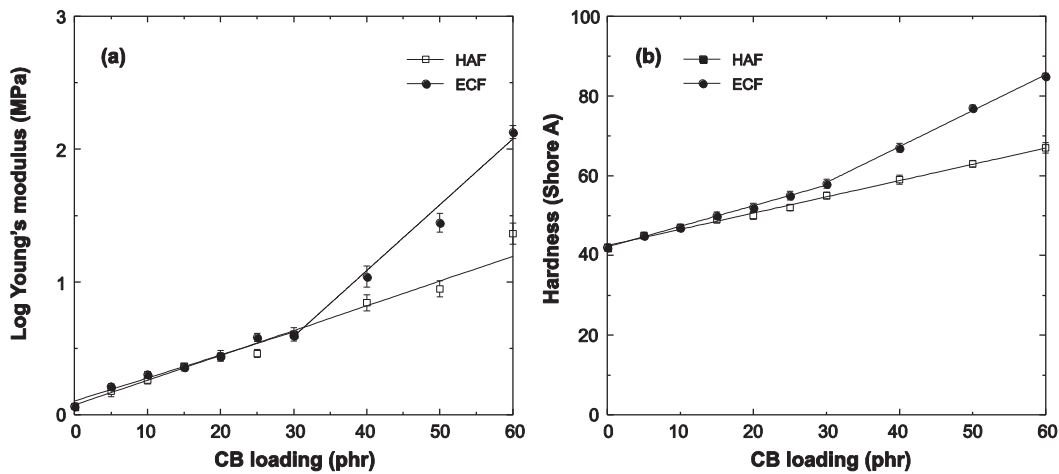 (a)
HAF
ECF
3
2
1
0
Log Young's modulus (MPa)
0 10 20 30 40 50 60
CB loading (phr)
(b)
HAF
ECF
100
80
60
40
20
0
Hardness (Shore A)
0 10 20 30 40 50 60
CB loading (phr)